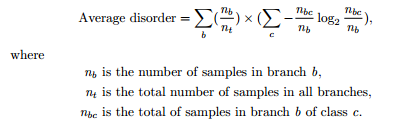 Average disorder = ∑_b (n_b/n_t) × (∑_c −n_bc/n_b log₂ n_bc/n_b),
where
n_b is the number of samples in branch b,
n_t is the total number of samples in all branches,
n_bc is the total of samples in branch b of class c.